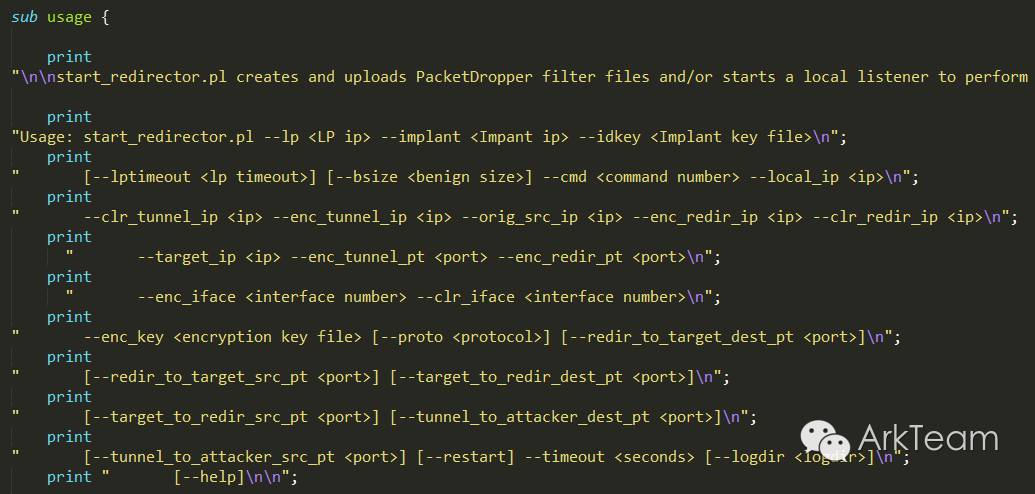 sub usage {
print
"\n\nstart_redirector.pl creates and uploads PacketDropper filter files and/or starts a local listener to perform
print
"Usage: start_redirector.pl --lp <LP ip> --implant <Impant ip> --idkey <Implant key file>\n";
print
"       [--lptimeout <lp timeout>] [--bsize <benign size>] --cmd <command number> --local_ip <ip>\n";
print
"       --clr_tunnel_ip <ip> --enc_tunnel_ip <ip> --orig_src_ip <ip> --enc_redir_ip <ip> --clr_redir_ip <ip>\n";
print
"       --target_ip <ip> --enc_tunnel_pt <port> --enc_redir_pt <port>\n";
print
"       --enc_iface <interface number> --clr_iface <interface number>\n";
print
"       --enc_key <encryption key file> [--proto <protocol>] [--redir_to_target_dest_pt <port>]\n";
print
"       [--redir_to_target_src_pt <port>] [--target_to_redir_dest_pt <port>]\n";
print
"       [--target_to_redir_src_pt <port>] [--tunnel_to_attacker_dest_pt <port>]\n";
print
"       [--tunnel_to_attacker_src_pt <port>] [--restart] --timeout <seconds> [--logdir <logdir>]\n";
print "       [--help]\n\n";
ArkTeam